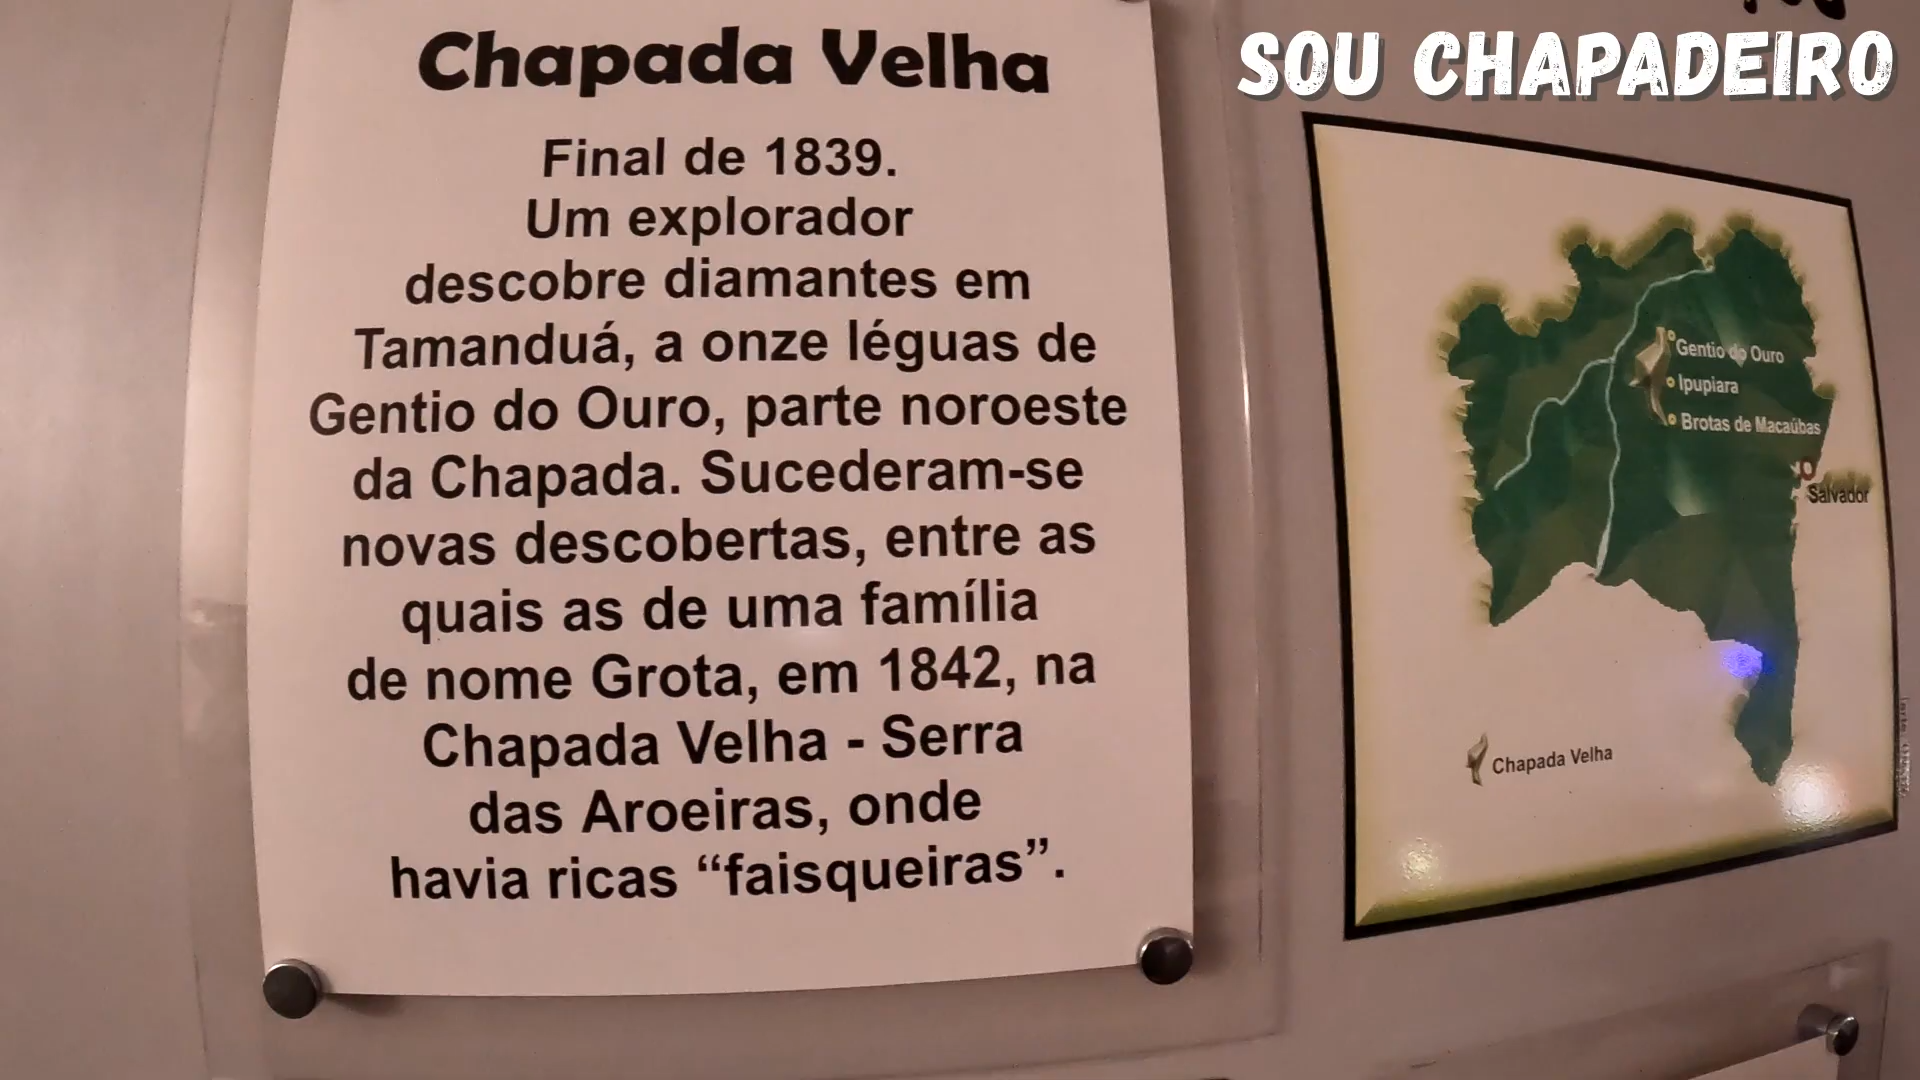 SOU CHAPADEIRO
Chapada Velha
Final de 1839.
Um explorador
descobre diamantes em
Tamanduá, a onze léguas de
Gentio do Ouro, parte noroeste
da Chapada. Sucederam-se
novas descobertas, entre as
quais as de uma família
de nome Grota, em 1842, na
Chapada Velha - Serra
das Aroeiras, onde
havia ricas “faisqueiras”.
Gentio do Ouro
Ipupiara
Brotas de Macaúbas
Salvador
Chapada Velha